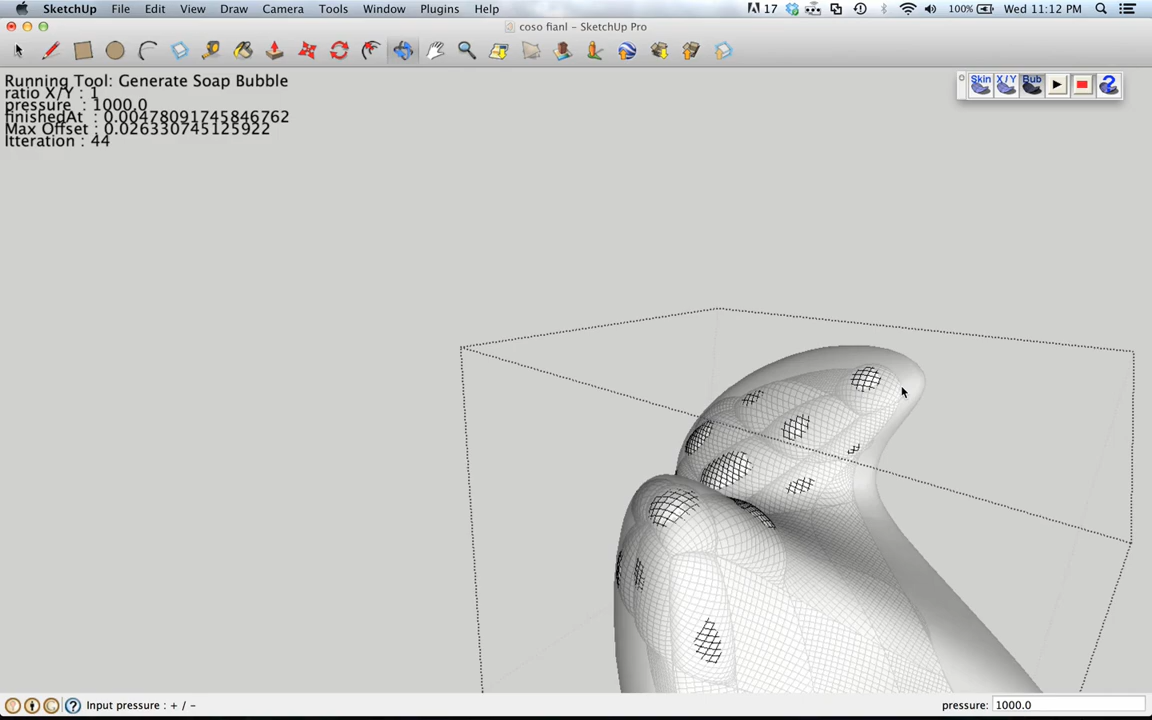 SketchUp File Edit View Draw Camera Tools Window Plugins Help 17 100% Wed 11:12 PM
coso fianl – SketchUp Pro
Running Tool: Generate Soap Bubble
ratio X/Y : 1
pressure : 1000.0
finishedAt : 0.00478091745846762
Max Offset : 0.026330745125922
Itteration : 44
Skin X/Y Bub ?
? Input pressure : + / - pressure: 1000.0